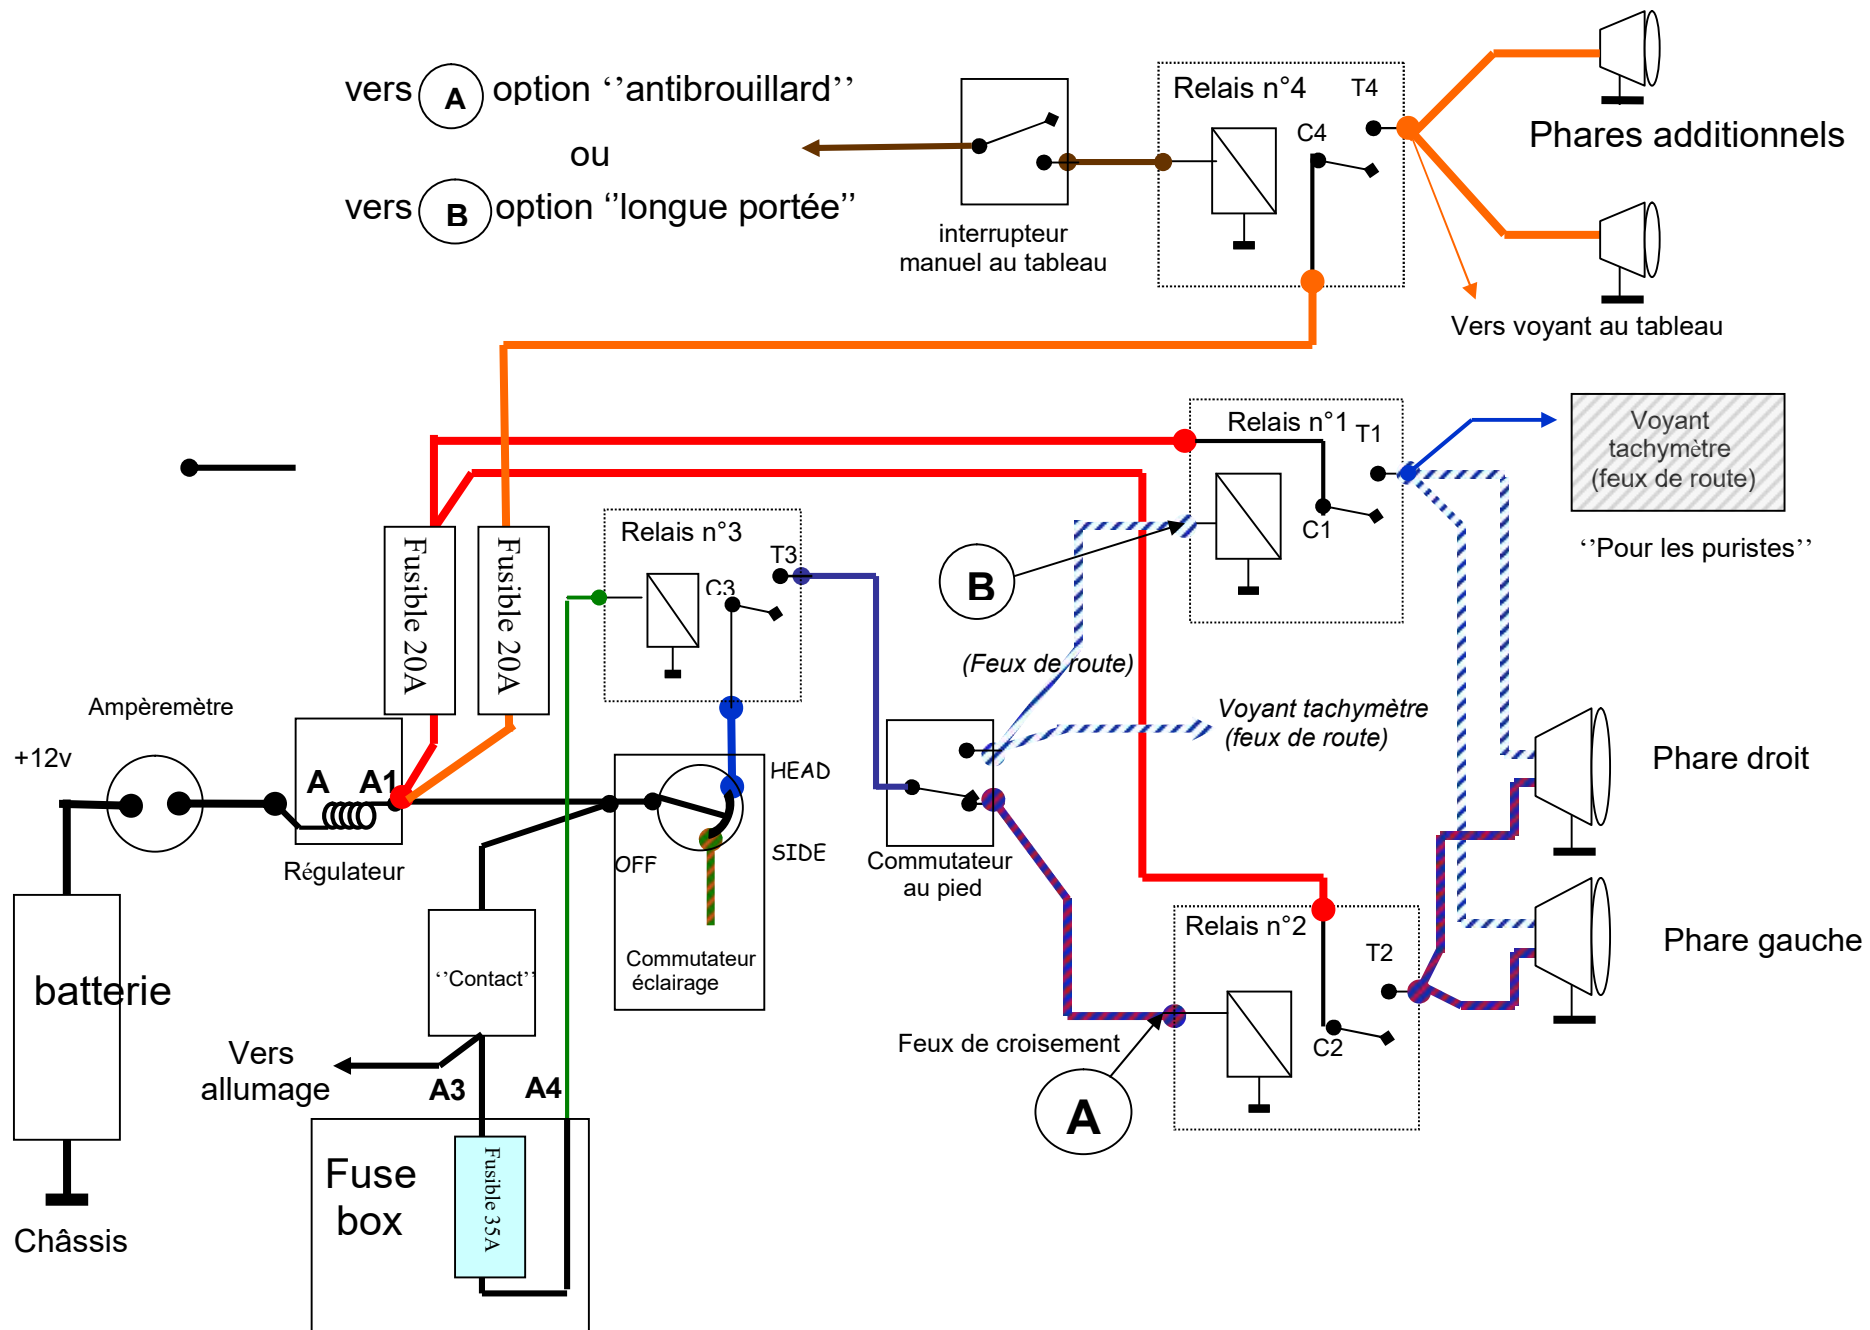 vers A option ‘’antibrouillard’’
ou
vers B option ‘’longue portée’’
interrupteur
manuel au tableau
Relais n°4
T4
C4
Phares additionnels
Vers voyant au tableau
Relais n°1
T1
C1
Voyant
tachymètre
(feux de route)
‘’Pour les puristes’’
Fusible 20A
Fusible 20A
Relais n°3
T3
C3
B
(Feux de route)
Voyant tachymètre
(feux de route)
Ampèremètre
+12v
A
A1
Régulateur
HEAD
SIDE
OFF
Commutateur
éclairage
Commutateur
au pied
Phare droit
Phare gauche
Relais n°2
T2
C2
batterie
‘’Contact’’
Feux de croisement
A
Vers
allumage
A3
A4
Fuse
box
Fusible 35A
Châssis